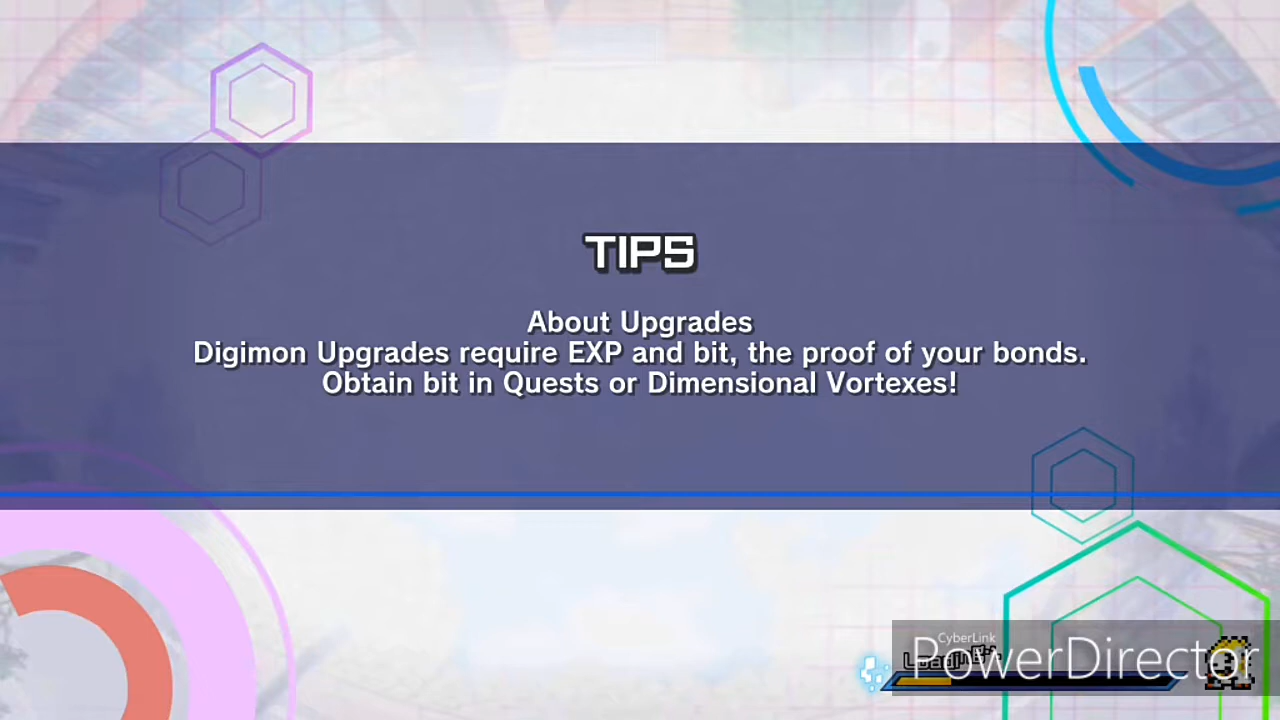 TIPS
About Upgrades
Digimon Upgrades require EXP and bit, the proof of your bonds.
Obtain bit in Quests or Dimensional Vortexes!
CyberLink
PowerDirector